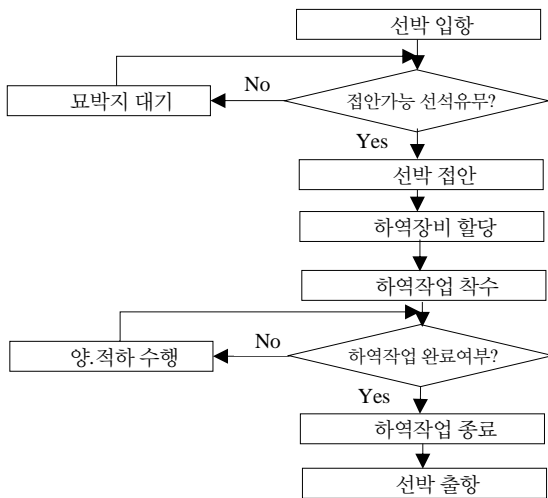 선박 입항
No
묘박지 대기
접안가능 선석유무?
Yes
선박 접안
하역장비 할당
하역작업 착수
No
양.적하 수행
하역작업 완료여부?
Yes
하역작업 종료
선박 출항